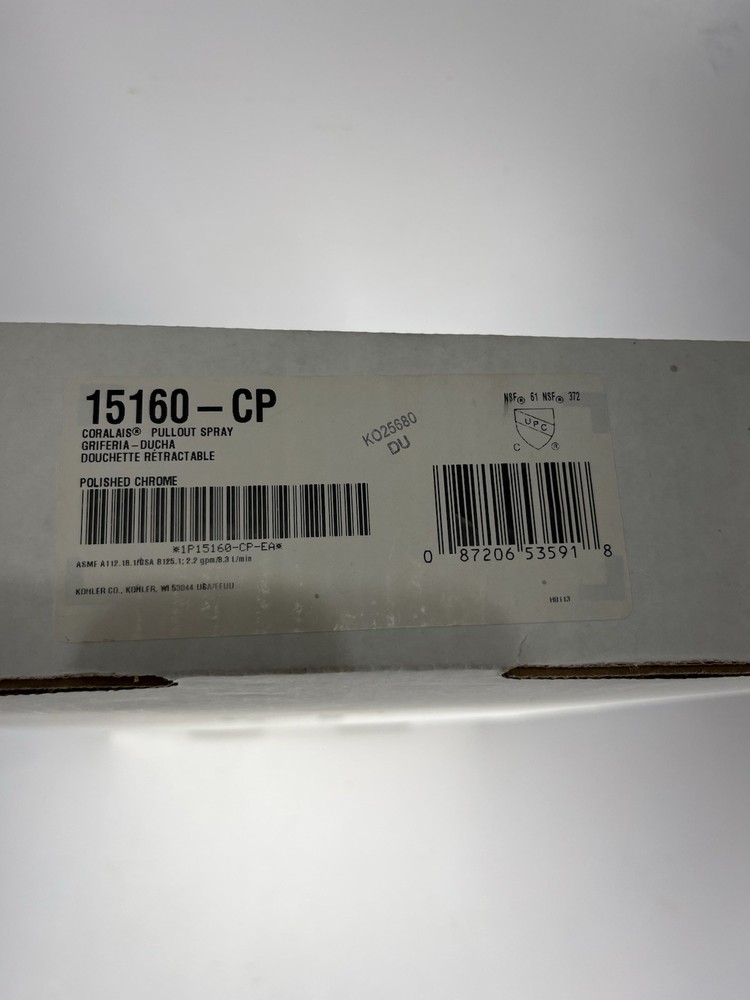 15160-CP
CORALAIS® PULLOUT SPRAY
GRIFERIA-DUCHA
DOUCHETTE RÉTRACTABLE
POLISHED CHROME
*1P15160-CP-EA*
ASME A112.18.1/BSA B125.1; 2.2 gpm/8.3 L/min
KOHLER CO., KOHLER, WI 53044 USA/EEUU
KO25680
DU
NSF® 61 NSF® 372
UPC
C ®
0 87206 53591 8